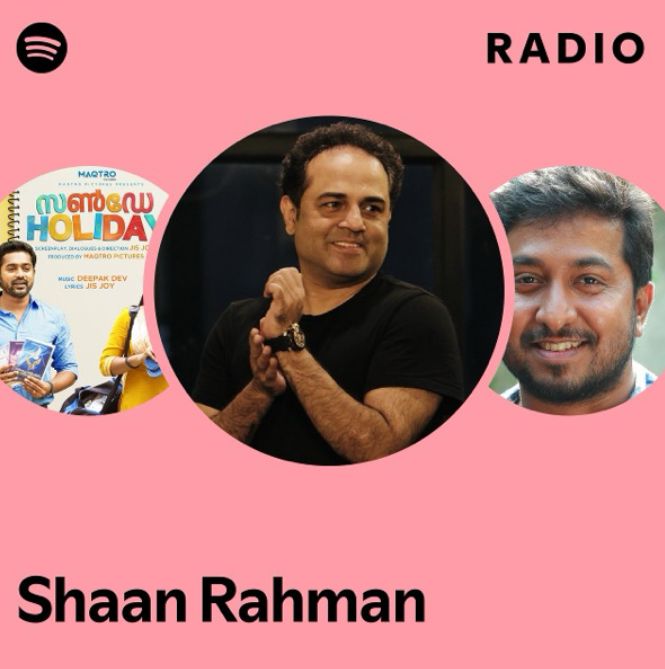 RADIO
MAQTRO
MAQTRO PICTURES PRESENTS
സൺഡേ
HOLIDAY
SCREENPLAY, DIALOGUES & DIRECTION JIS JO
PRODUCED BY MAQTRO PICTURES
MUSIC DEEPAK DEV
LYRICS JIS JOY
Shaan Rahman